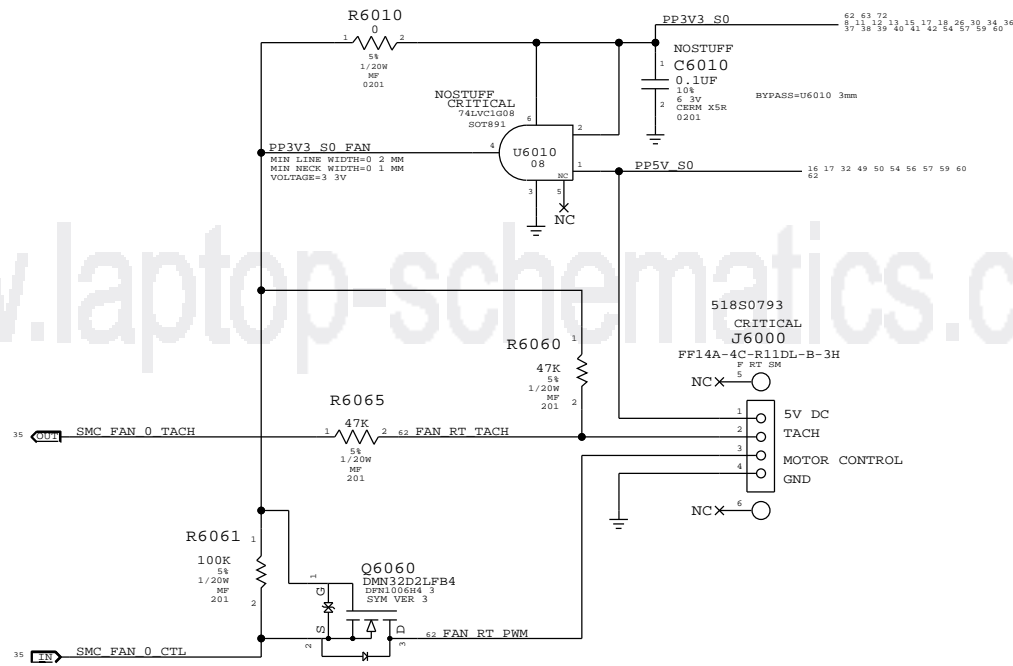 R6010
0
1
2
5%
1/20W
MF
0201
PP3V3 S0
62 63 72
8 11 12 13 15 17 18 26 30 34 36
37 38 39 40 41 42 54 57 59 60
NOSTUFF
C6010
0.1UF
10%
6 3V
CERM X5R
0201
1
2
BYPASS=U6010 3mm
NOSTUFF
CRITICAL
74LVC1G08
SOT891
6
2
4
U6010
08
1
NC
3
5
NC
PP3V3 S0 FAN
MIN LINE WIDTH=0 2 MM
MIN NECK WIDTH=0 1 MM
VOLTAGE=3 3V
PP5V_S0
16 17 32 49 50 54 56 57 59 60
62
w.laptop-schematics.c
518S0793
CRITICAL
J6000
FF14A-4C-R11DL-B-3H
F RT SM
NC
5
R6060
1
47K
5%
1/20W
MF
201
2
1
5V DC
2
TACH
3
MOTOR CONTROL
4
GND
NC
6
R6065
47K
35
OUT
SMC_FAN_0_TACH
1
2
62
FAN_RT_TACH
5%
1/20W
MF
201
R6061
1
100K
5%
1/20W
MF
201
2
Q6060
DMN32D2LFB4
DFN1006H4 3
SYM VER 3
1
G
S
D
2
3
62
FAN_RT_PWM
35
IN
SMC_FAN_0_CTL